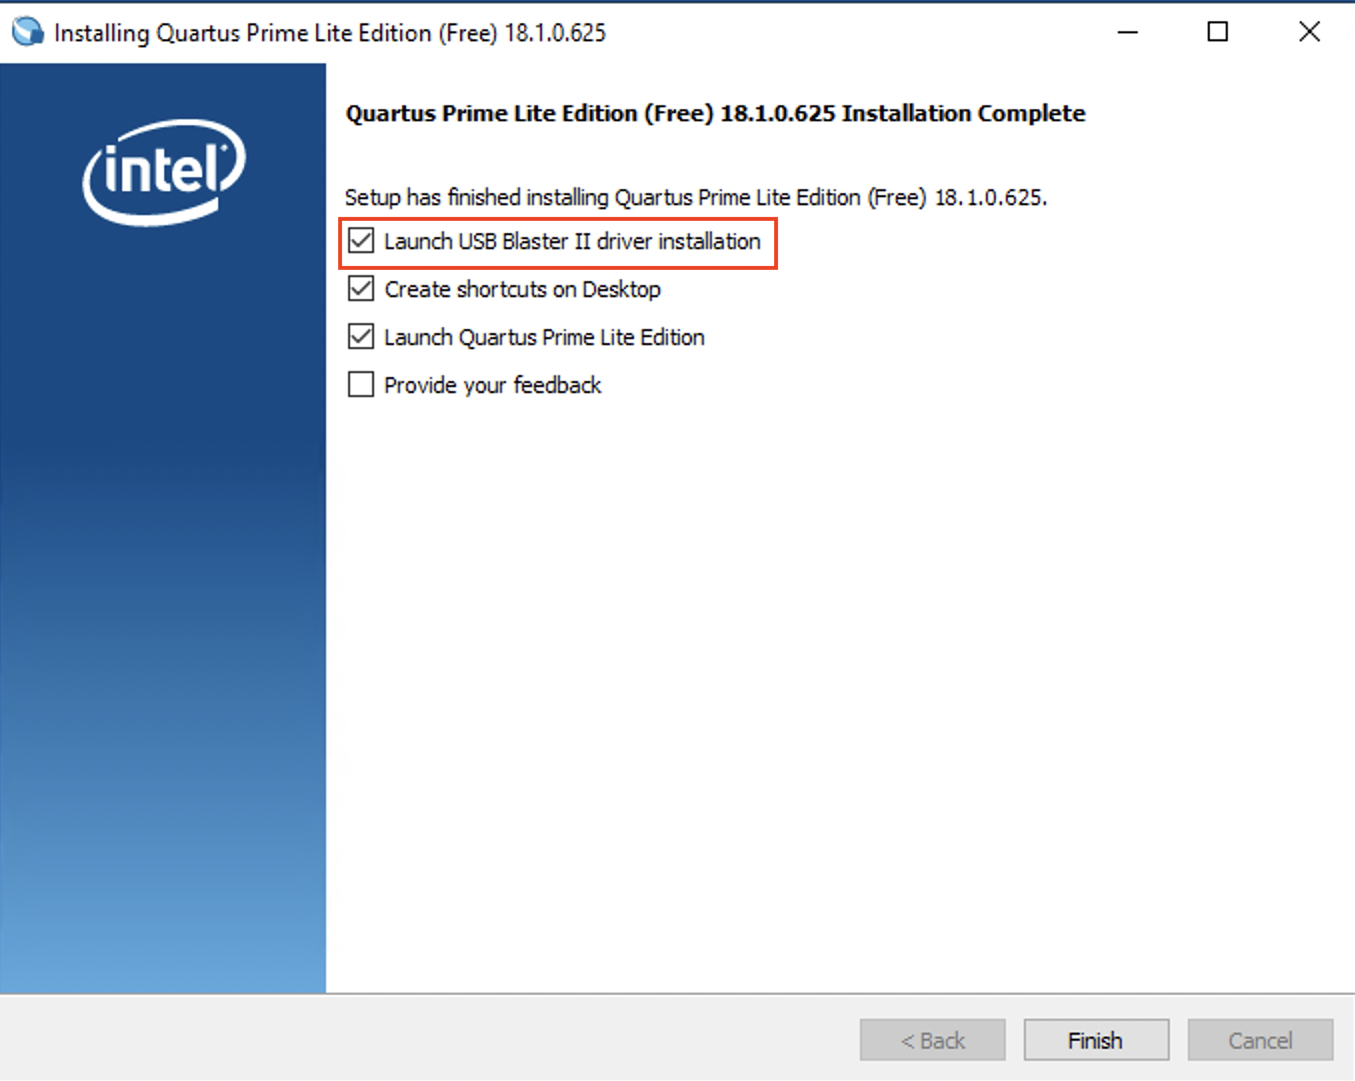 Installing Quartus Prime Lite Edition (Free) 18.1.0.625
intel
Quartus Prime Lite Edition (Free) 18.1.0.625 Installation Complete
Setup has finished installing Quartus Prime Lite Edition (Free) 18.1.0.625.
Launch USB Blaster II driver installation
Create shortcuts on Desktop
Launch Quartus Prime Lite Edition
Provide your feedback
< Back
Finish
Cancel